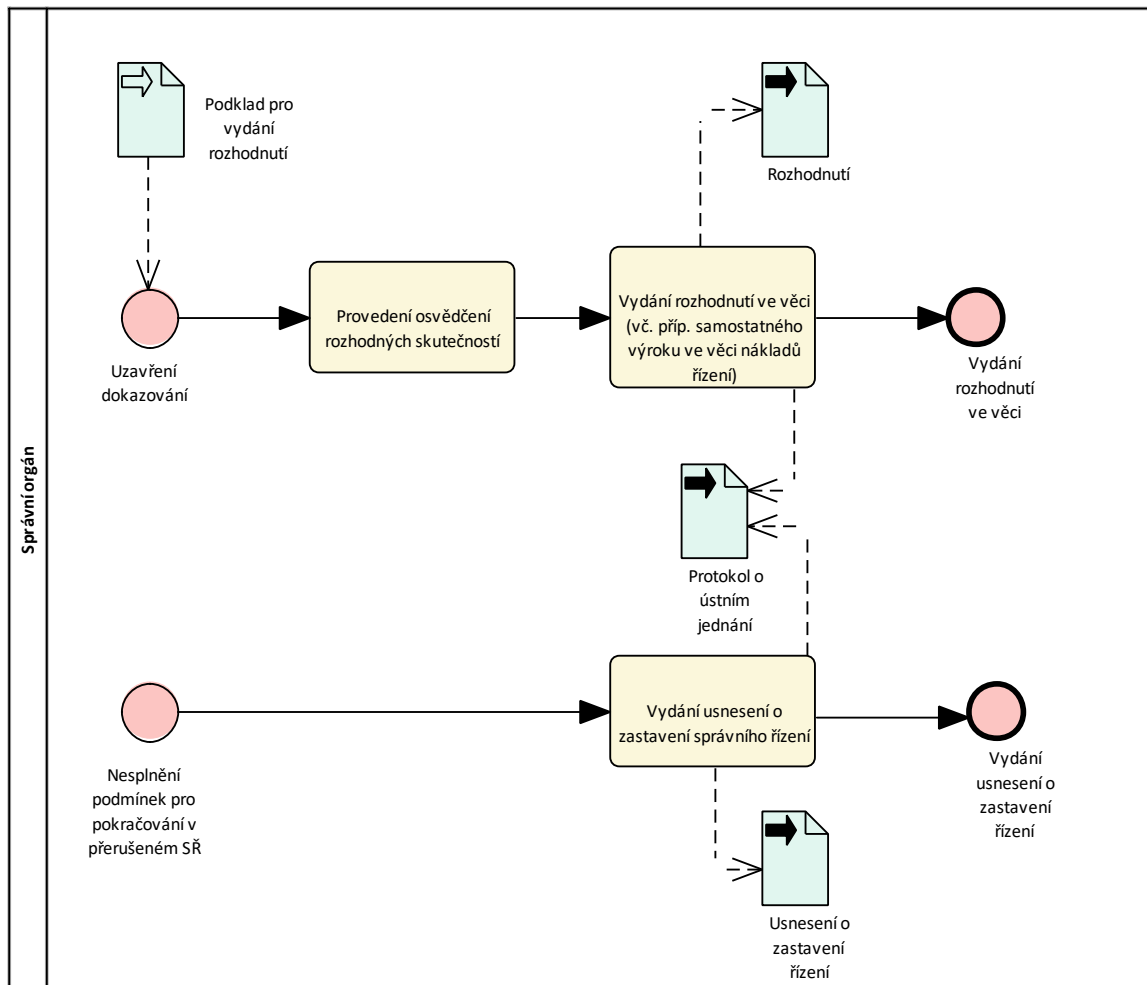 Správní orgán
Podklad pro
vydání
rozhodnutí
Rozhodnutí
Uzavření
dokazování
Provedení osvědčení
rozhodných skutečností
Vydání rozhodnutí ve věci
(vč. příp. samostatného
výroku ve věci nákladů
řízení)
Vydání
rozhodnutí
ve věci
Protokol o
ústním
jednání
Nesplnění
podmínek pro
pokračování v
přerušeném SŘ
Vydání usnesení o
zastavení správního řízení
Vydání
usnesení o
zastavení
řízení
Usnesení o
zastavení
řízení